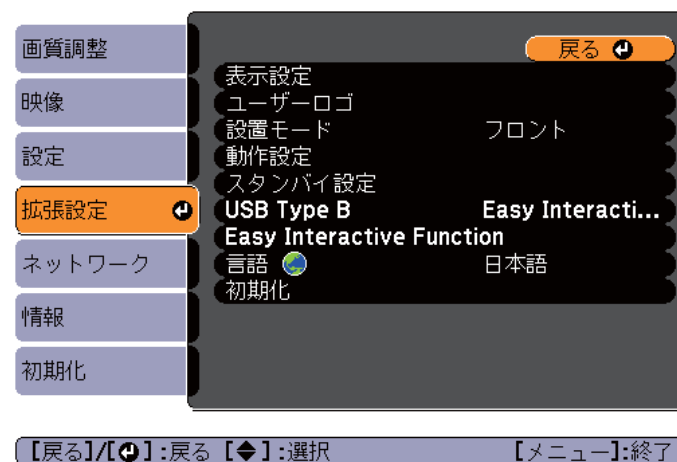 画質調整
映像
設定
拡張設定
ネットワーク
情報
初期化
戻る
表示設定
ユーザーロゴ
設置モード フロント
動作設定
スタンバイ設定
USB Type B Easy Interacti...
Easy Interactive Function
言語 日本語
初期化
[戻る]/[ ]:戻る [ ]:選択 [メニュー]:終了